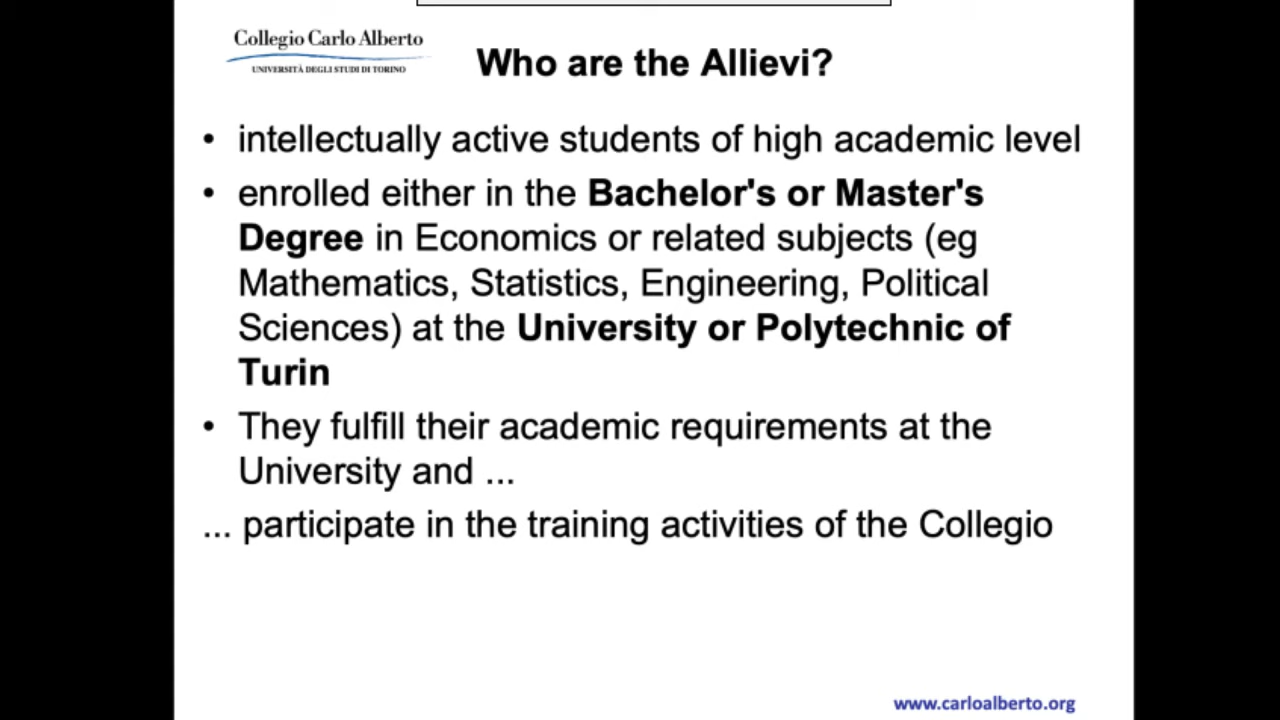 Collegio Carlo Alberto
UNIVERSITÀ DEGLI STUDI DI TORINO
Who are the Allievi?
• intellectually active students of high academic level
• enrolled either in the Bachelor's or Master's
Degree in Economics or related subjects (eg
Mathematics, Statistics, Engineering, Political
Sciences) at the University or Polytechnic of
Turin
• They fulfill their academic requirements at the
University and ...
... participate in the training activities of the Collegio
www.carloalberto.org